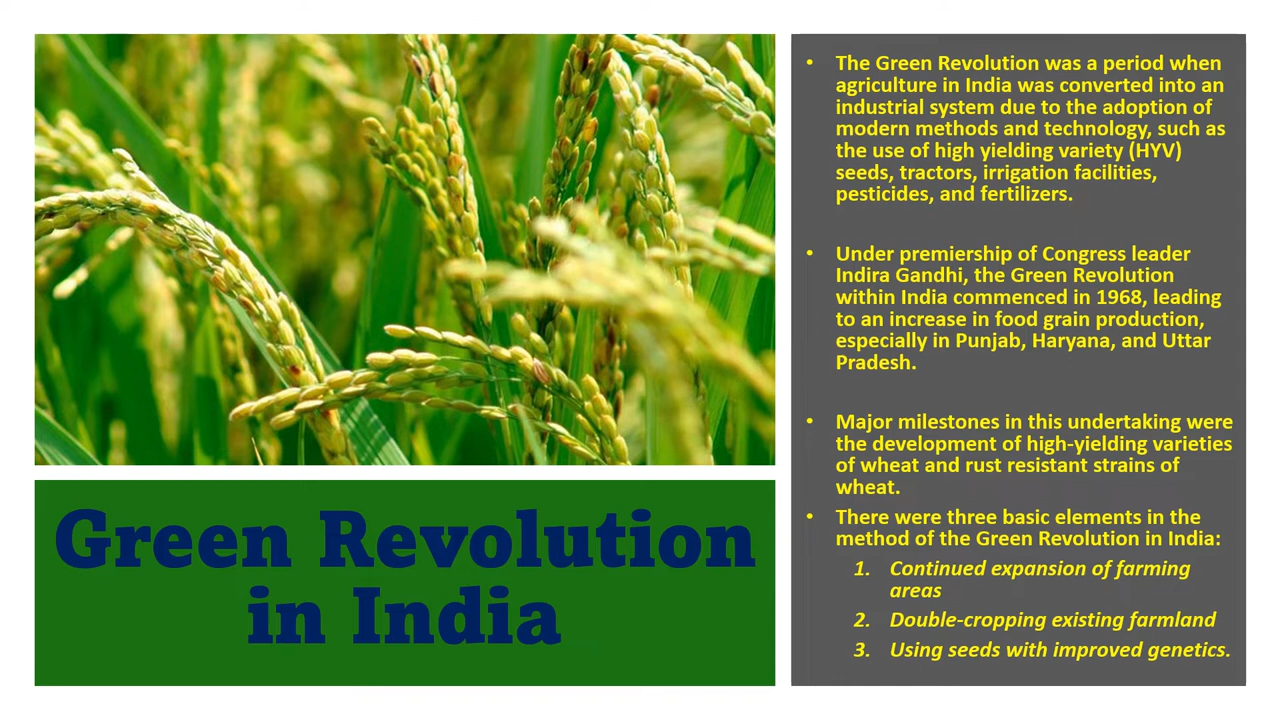 Green Revolution
in India
• The Green Revolution was a period when
agriculture in India was converted into an
industrial system due to the adoption of
modern methods and technology, such as
the use of high yielding variety (HYV)
seeds, tractors, irrigation facilities,
pesticides, and fertilizers.
• Under premiership of Congress leader
Indira Gandhi, the Green Revolution
within India commenced in 1968, leading
to an increase in food grain production,
especially in Punjab, Haryana, and Uttar
Pradesh.
• Major milestones in this undertaking were
the development of high-yielding varieties
of wheat and rust resistant strains of
wheat.
• There were three basic elements in the
method of the Green Revolution in India:
1. Continued expansion of farming
areas
2. Double-cropping existing farmland
3. Using seeds with improved genetics.